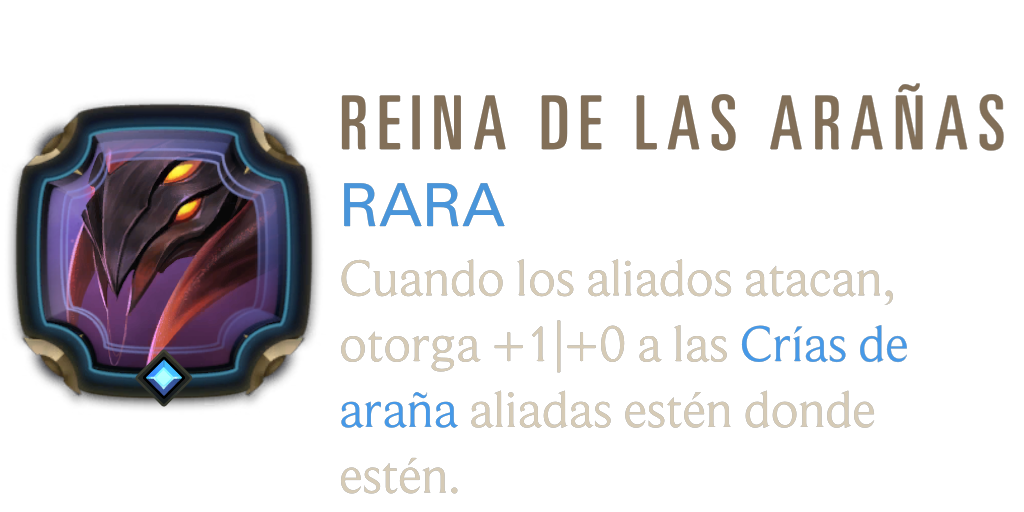 REINA DE LAS ARAÑAS
RARA
Cuando los aliados atacan,
otorga +1|+0 a las Crías de
araña aliadas estén donde
estén.